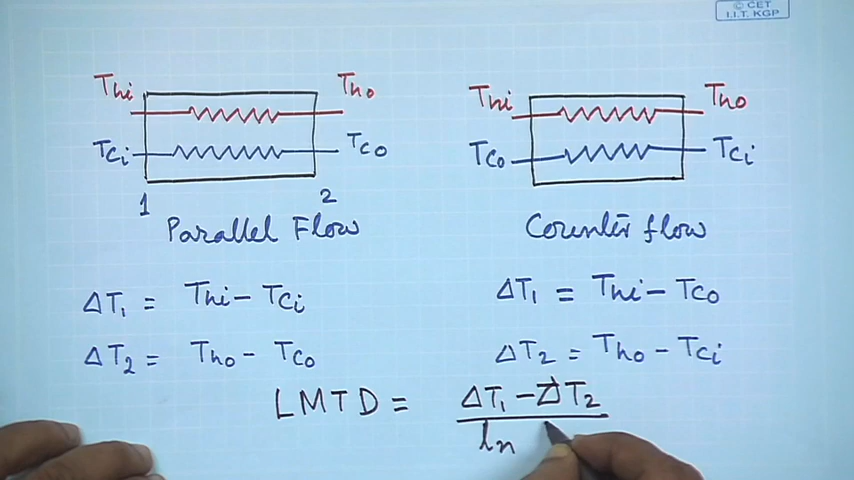 © CET
I.I.T. KGP
Thi Tho
Tci Tco
1 2
Parallel Flow
Thi Tho
Tco Tci
Counter flow
ΔT₁ = Thi − Tci
ΔT₂ = Tho − Tco
ΔT₁ = Thi − Tco
ΔT₂ = Tho − Tci
LMTD = ΔT₁ − ΔT₂
ln